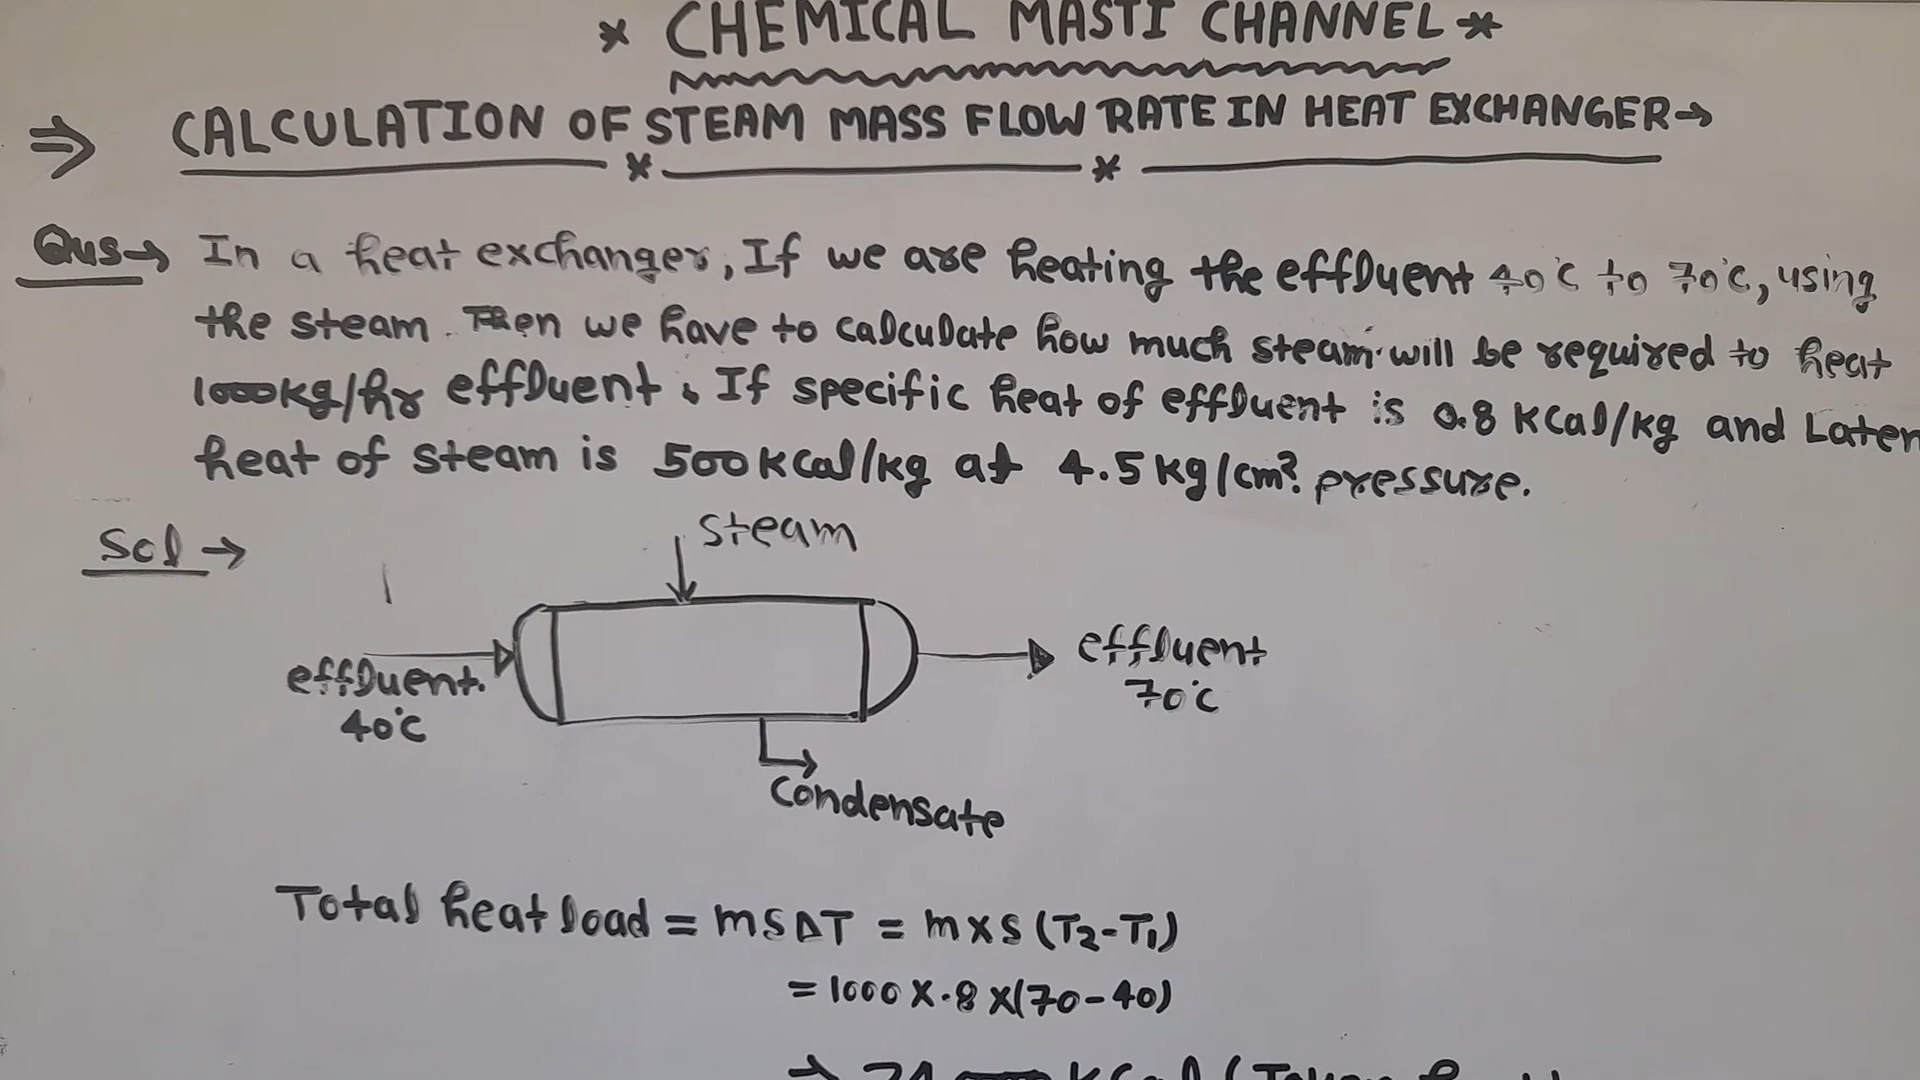 * CHEMICAL MASTI CHANNEL *
⇒ CALCULATION OF STEAM MASS FLOW RATE IN HEAT EXCHANGER→
Qus→ In a heat exchanger, If we are heating the effluent 40°C to 70°C, using
the steam. Then we have to calculate how much steam will be required to heat
1000kg/hr effluent. If specific heat of effluent is 0.8 KCal/kg and Laten
heat of steam is 500 kcal/kg at 4.5 kg/cm² pressure.
Sol →
steam
effluent.
40°C
effluent
70°C
Condensate
Total heat load = msΔT = m×s (T₂-T₁)
= 1000 x .8 x(70-40)